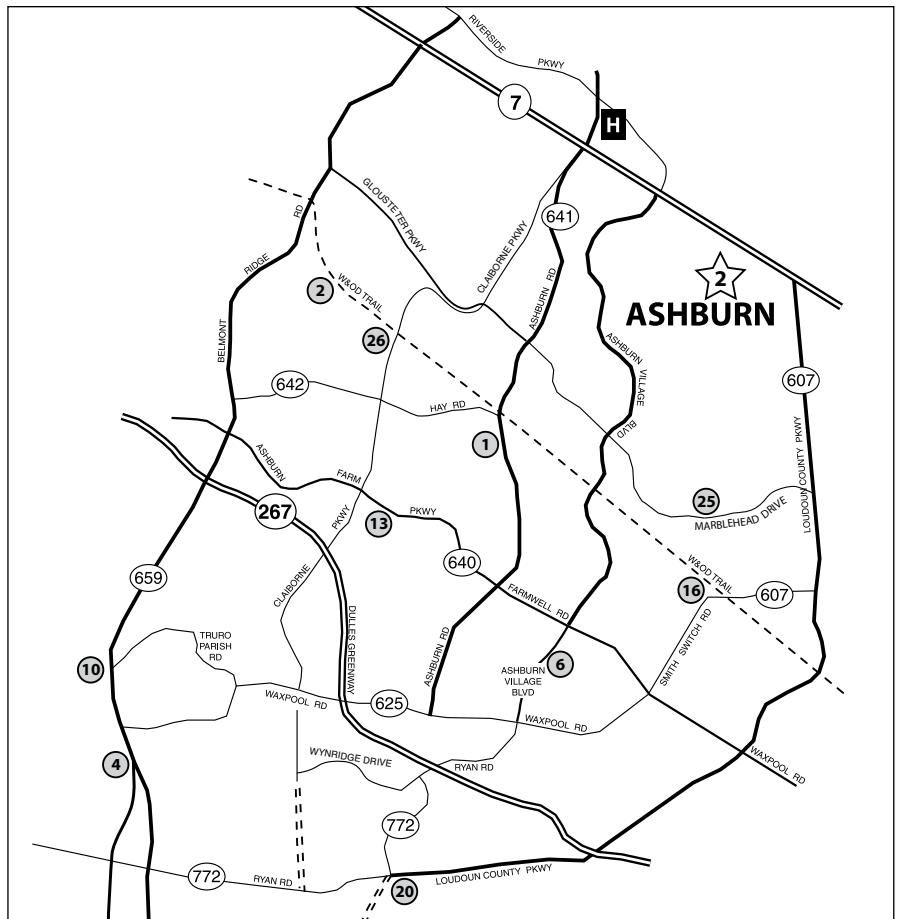 RIVERSIDE
PKWY
7
H
GLOUSTETER PKWY
CLAIBORNE PKWY
641
RD
RIDGE
BELMONT
2
W&OD TRAIL
26
ASHBURN RD
2
ASHBURN
ASHBURN VILLAGE
BLVD
607
LOUDOUN COUNTY PKWY
642
HAY RD
1
ASHBURN
FARM
PKWY
13
267
PKWY
CLAIBORNE
25
MARBLEHEAD DRIVE
640
FARMWELL RD
W&OD TRAIL
16
607
SMITH SWITCH RD
659
TRURO
PARISH
RD
10
DULLES GREENWAY
ASHBURN RD
6
ASHBURN
VILLAGE
BLVD
WAXPOOL RD
625
WAXPOOL RD
4
WYNRIDGE DRIVE
RYAN RD
WAXPOOL RD
772
772
RYAN RD
LOUDOUN COUNTY PKWY
20